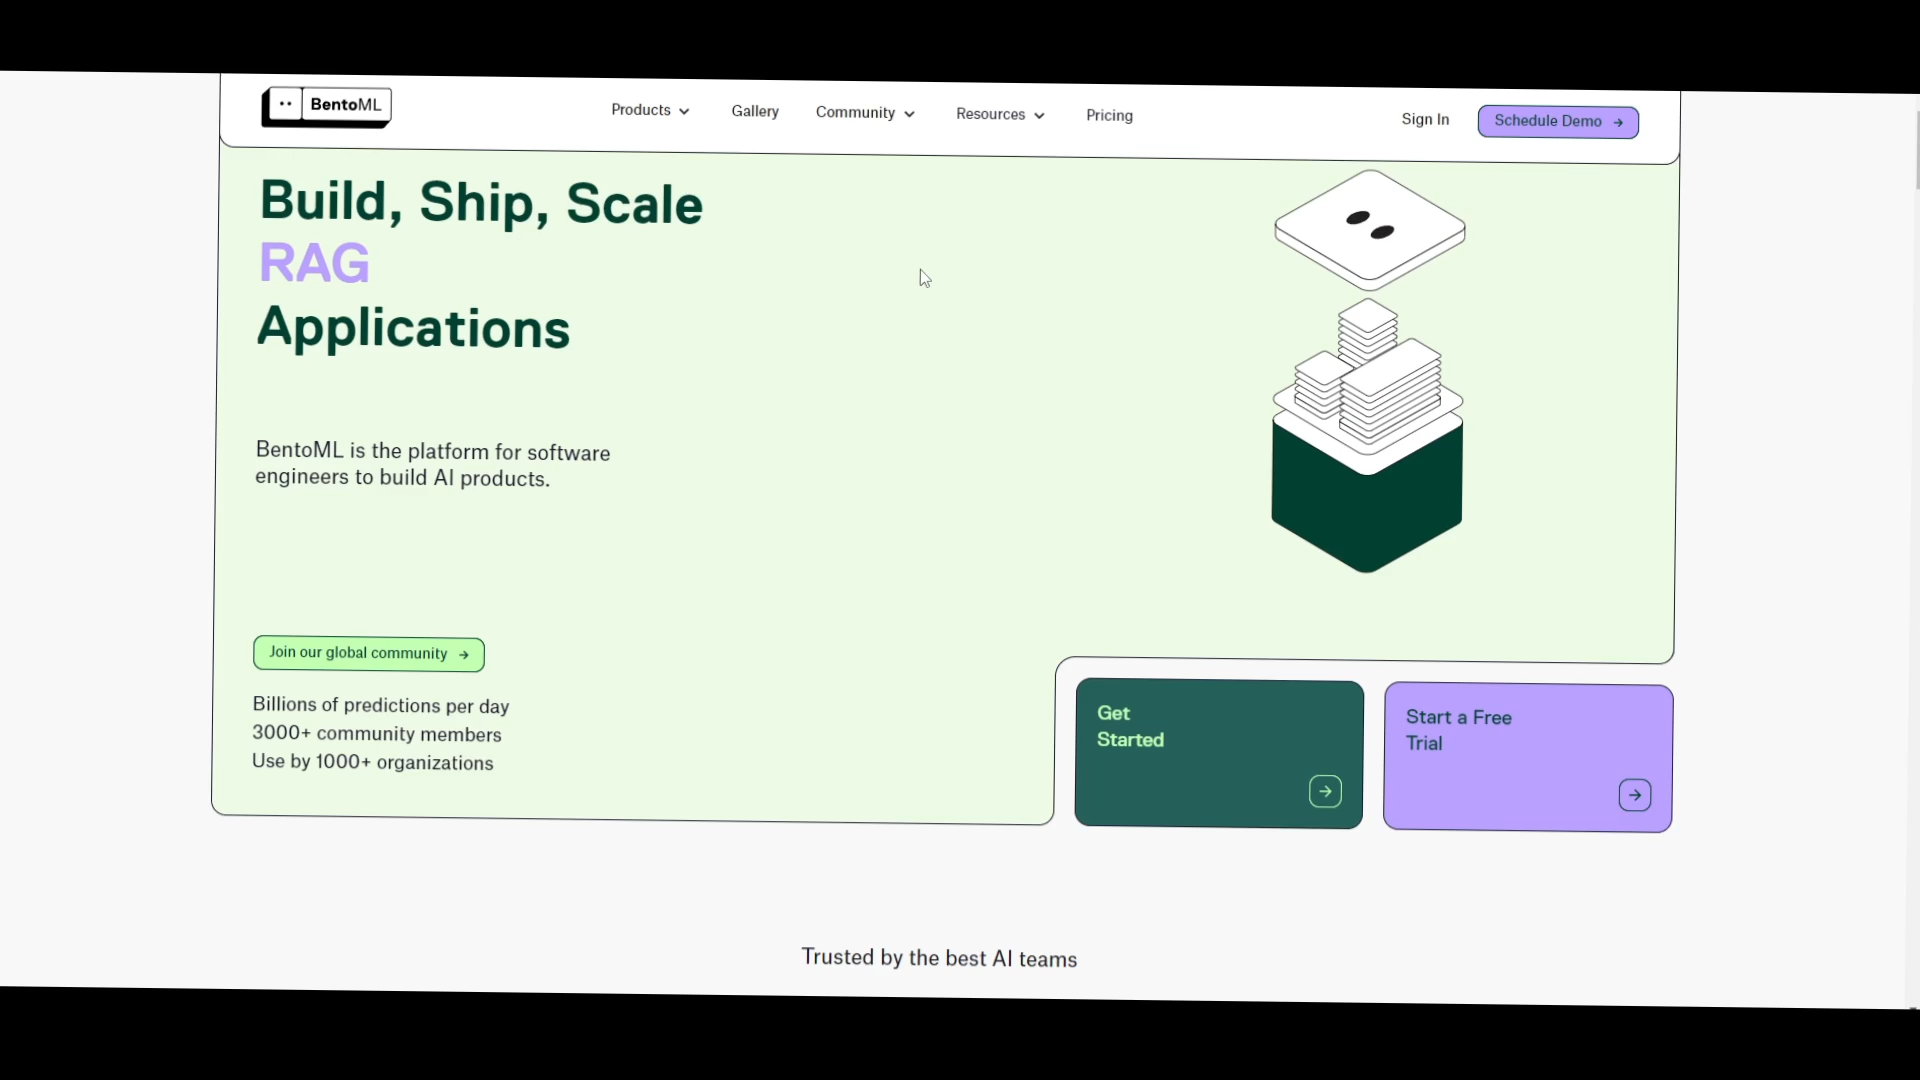 BentoML
Products
Gallery
Community
Resources
Pricing
Sign In
Schedule Demo
Build, Ship, Scale
RAG
Applications
BentoML is the platform for software
engineers to build AI products.
Join our global community
Billions of predictions per day
3000+ community members
Use by 1000+ organizations
Get
Started
Start a Free
Trial
Trusted by the best AI teams